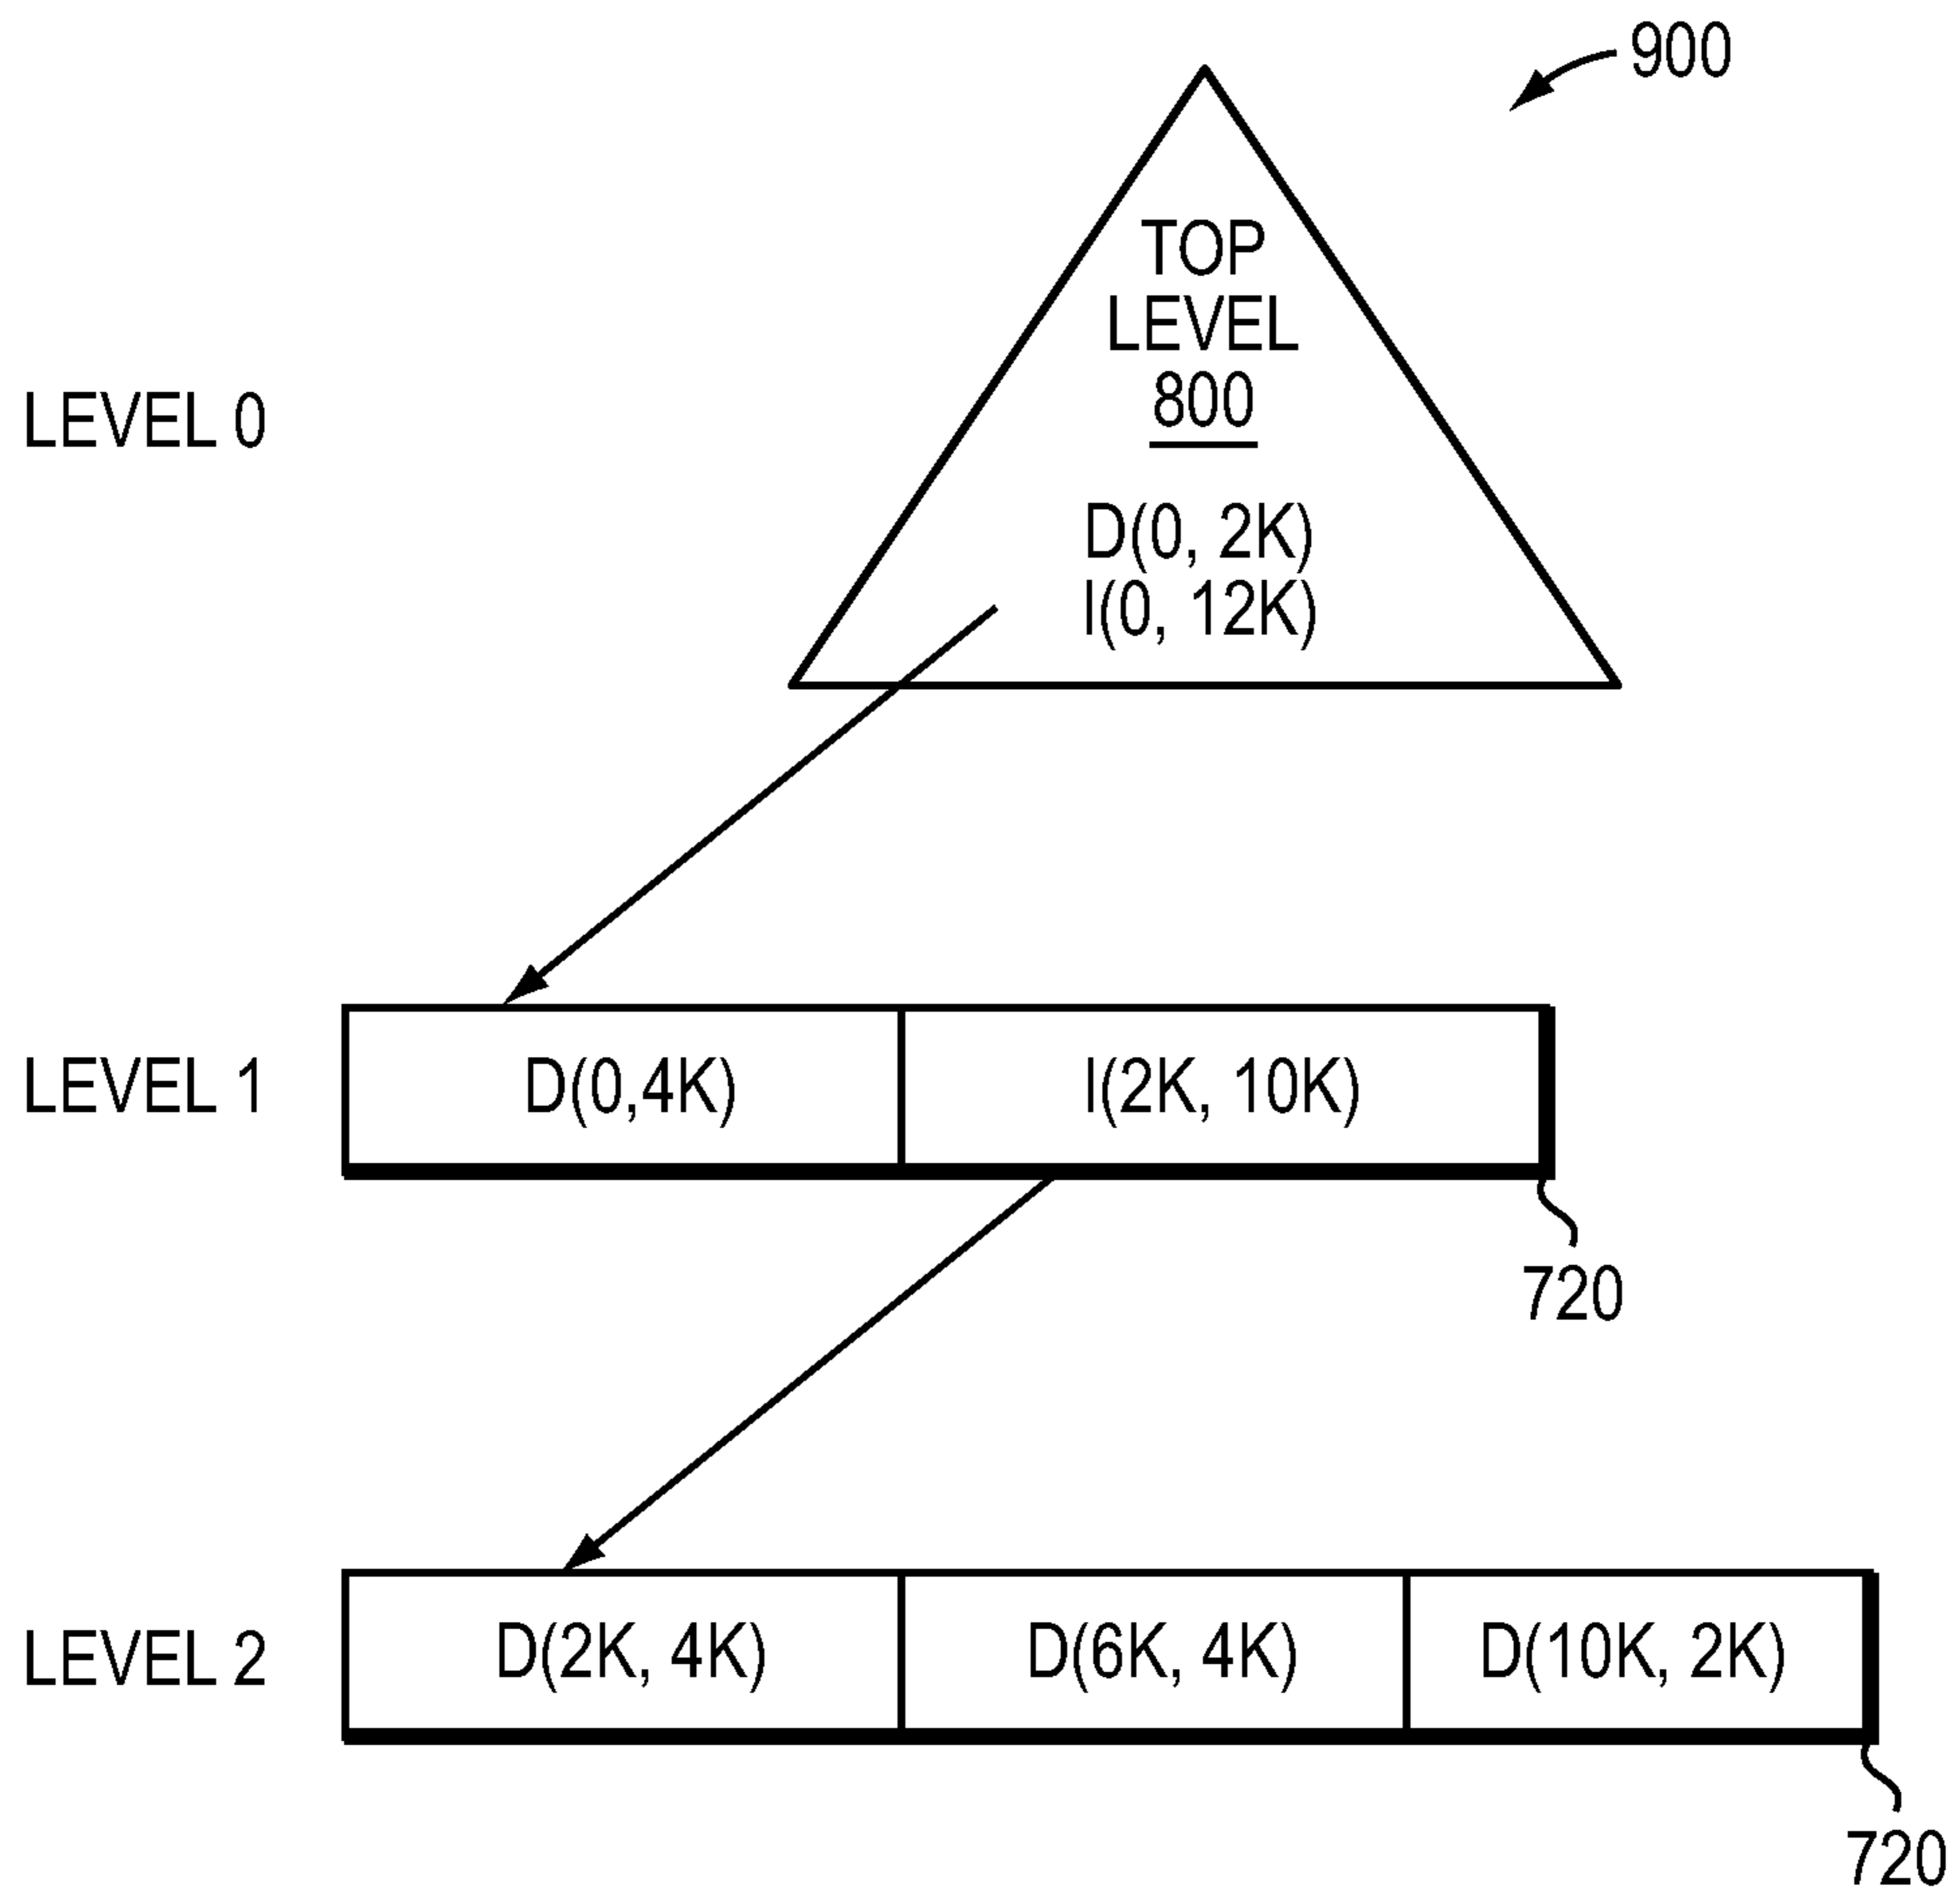 900
TOP
LEVEL
800
LEVEL 0
D(0, 2K)
I(0, 12K)
LEVEL 1
D(0,4K)
I(2K, 10K)
720
LEVEL 2
D(2K, 4K)
D(6K, 4K)
D(10K, 2K)
720